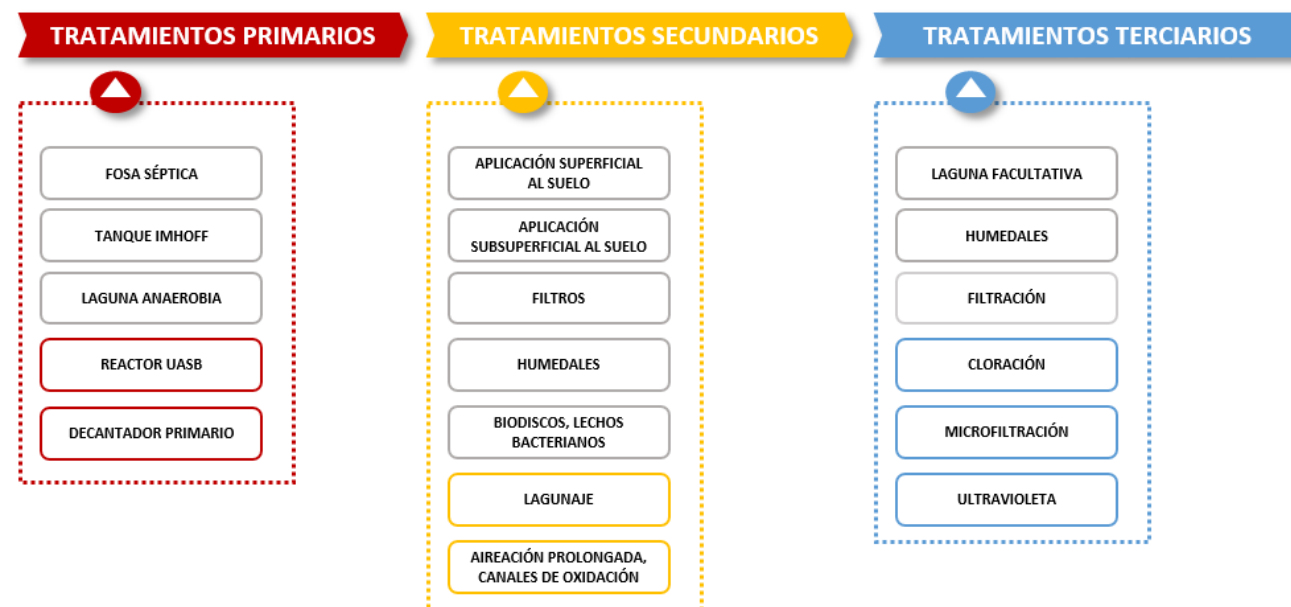 TRATAMIENTOS PRIMARIOS
FOSA SÉPTICA
TANQUE IMHOFF
LAGUNA ANAEROBIA
REACTOR UASB
DECANTADOR PRIMARIO
TRATAMIENTOS SECUNDARIOS
APLICACIÓN SUPERFICIAL
AL SUELO
APLICACIÓN
SUBSUPERFICIAL AL SUELO
FILTROS
HUMEDALES
BIODISCOS, LECHOS
BACTERIANOS
LAGUNAJE
AIREACIÓN PROLONGADA,
CANALES DE OXIDACIÓN
TRATAMIENTOS TERCIARIOS
LAGUNA FACULTATIVA
HUMEDALES
FILTRACIÓN
CLORACIÓN
MICROFILTRACIÓN
ULTRAVIOLETA